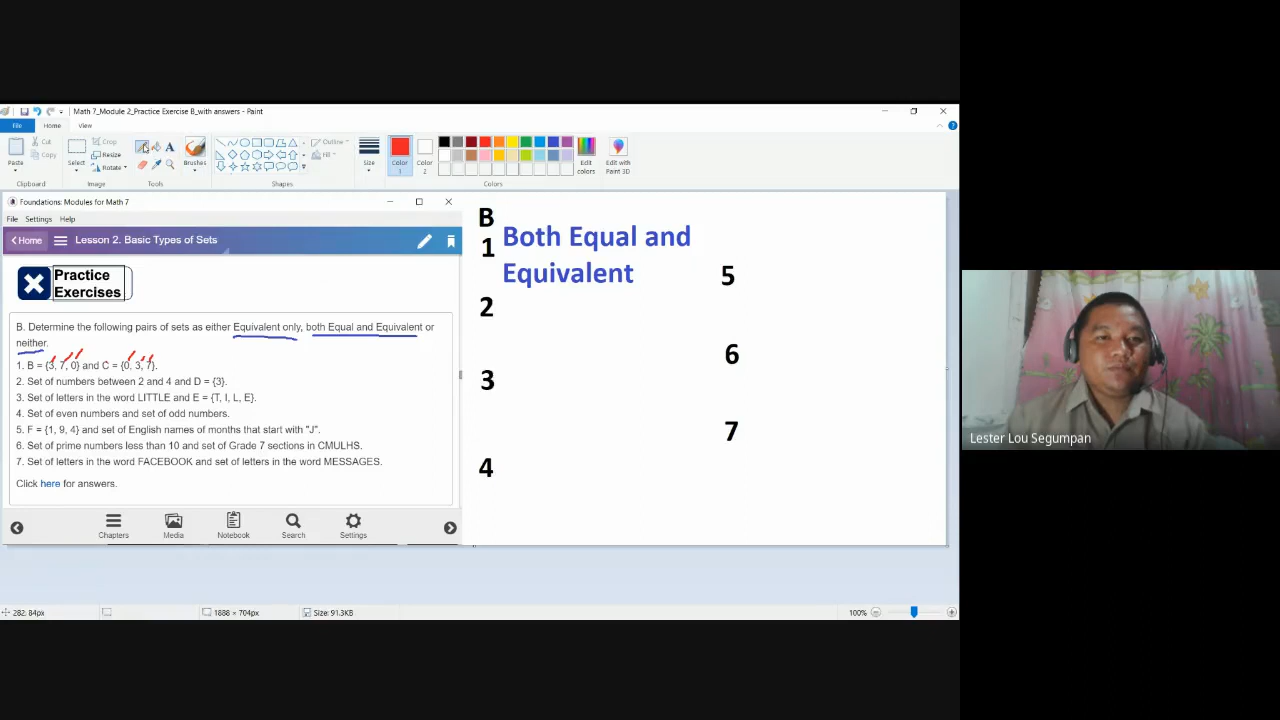 Math 7_Module 2_Practice Exercise B_with answers - Paint
File Home View
Paste
Cut
Copy
Clipboard
Select
Crop
Resize
Rotate
Image
A
Tools
Brushes
Shapes
Outline
Fill
Size
Color 1
Color 2
Edit colors
Edit with Paint 3D
Colors
Foundations: Modules for Math 7
File Settings Help
Home
Lesson 2. Basic Types of Sets
Practice
Exercises
B. Determine the following pairs of sets as either Equivalent only, both Equal and Equivalent or
neither.
1. B = {3, 7, 0} and C = {0, 3, 7}.
2. Set of numbers between 2 and 4 and D = {3}.
3. Set of letters in the word LITTLE and E = {T, I, L, E}.
4. Set of even numbers and set of odd numbers.
5. F = {1, 9, 4} and set of English names of months that start with "J".
6. Set of prime numbers less than 10 and set of Grade 7 sections in CMULHS.
7. Set of letters in the word FACEBOOK and set of letters in the word MESSAGES.
Click here for answers.
Chapters Media Notebook Search Settings
B
1 Both Equal and
Equivalent
2
3
4
5
6
7
282, 84px
1888 × 704px
Size: 91.3KB
100%
Lester Lou Segumpan